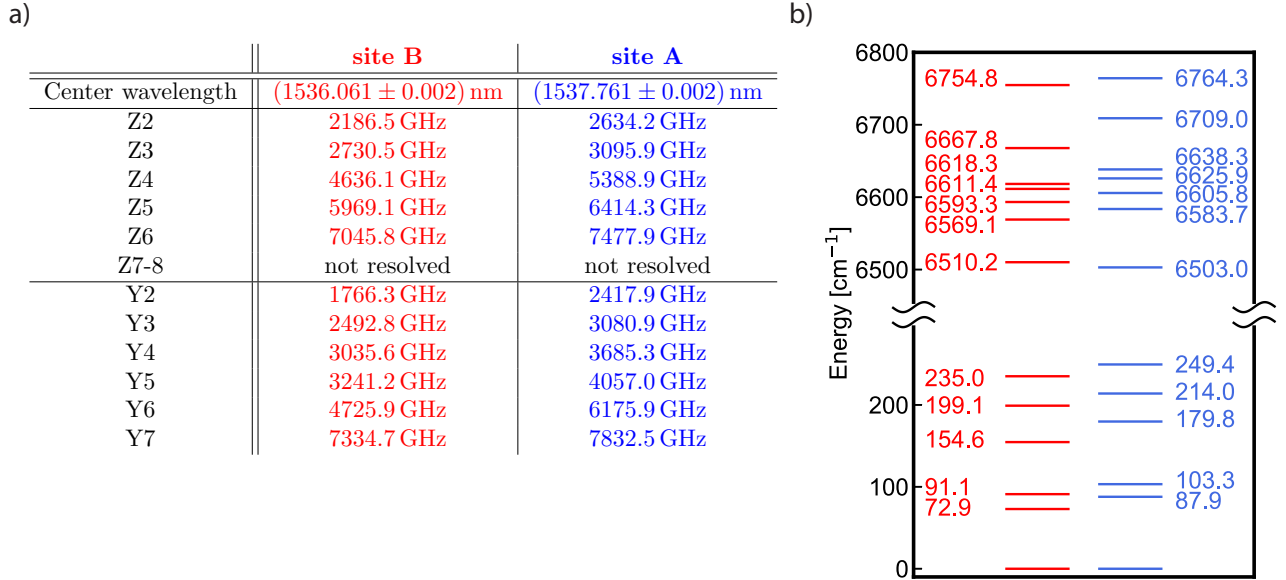 a)
site B site A
Center wavelength (1536.061 ± 0.002) nm (1537.761 ± 0.002) nm
Z2 2186.5 GHz 2634.2 GHz
Z3 2730.5 GHz 3095.9 GHz
Z4 4636.1 GHz 5388.9 GHz
Z5 5969.1 GHz 6414.3 GHz
Z6 7045.8 GHz 7477.9 GHz
Z7-8 not resolved not resolved
Y2 1766.3 GHz 2417.9 GHz
Y3 2492.8 GHz 3080.9 GHz
Y4 3035.6 GHz 3685.3 GHz
Y5 3241.2 GHz 4057.0 GHz
Y6 4725.9 GHz 6175.9 GHz
Y7 7334.7 GHz 7832.5 GHz
b)
Energy [cm⁻¹]
6800
6700
6600
6500
200
100
0
6754.8
6667.8
6618.3
6611.4
6593.3
6569.1
6510.2
235.0
199.1
154.6
91.1
72.9
6764.3
6709.0
6638.3
6625.9
6605.8
6583.7
6503.0
249.4
214.0
179.8
103.3
87.9